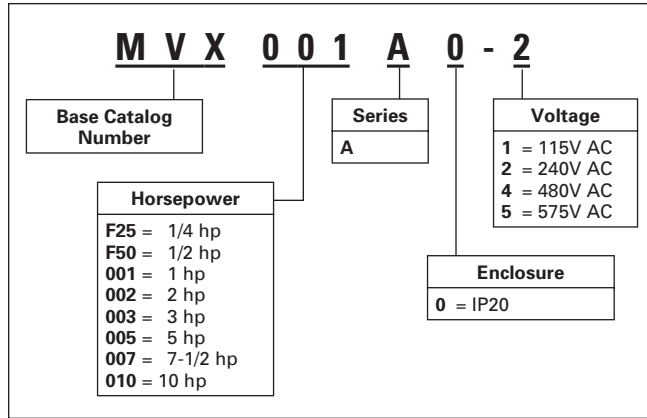 M V X 0 0 1 A 0 - 2
Base Catalog
Number
Series
A
Voltage
1 = 115V AC
2 = 240V AC
4 = 480V AC
5 = 575V AC
Horsepower
F25 = 1/4 hp
F50 = 1/2 hp
001 = 1 hp
002 = 2 hp
003 = 3 hp
005 = 5 hp
007 = 7-1/2 hp
010 = 10 hp
Enclosure
0 = IP20